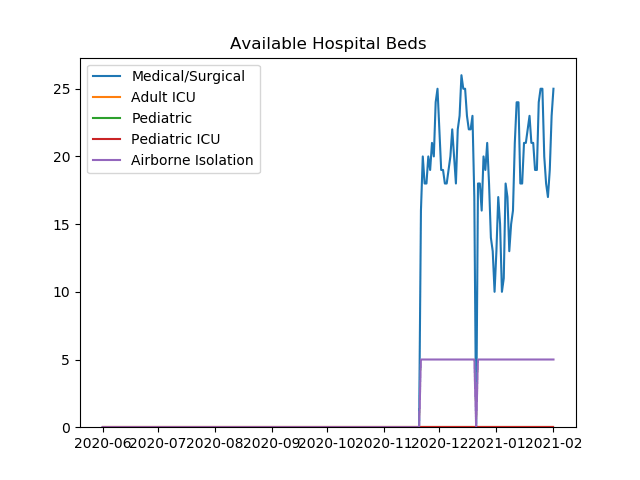 Available Hospital Beds
Medical/Surgical
Adult ICU
Pediatric
Pediatric ICU
Airborne Isolation
25
20
15
10
5
0
2020-06 2020-07 2020-08 2020-09 2020-10 2020-11 2020-12 2021-01 2021-02